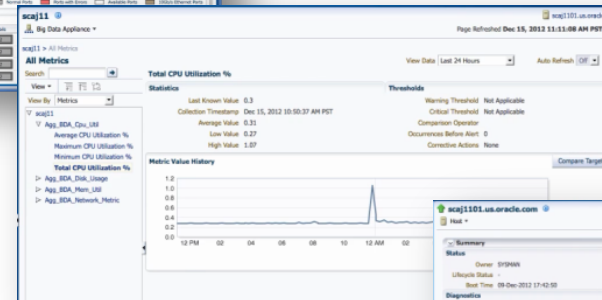 Ports with Errors
Available Ports
scaj11
Big Data Appliance
scaj1101.us.oracle
Page Refreshed Dec 15, 2012 11:11:08 AM PST
scaj11 > All Metrics
All Metrics
View Data Last 24 Hours
Auto Refresh Off
Search
View
View By Metrics
scaj11
Agg_BDA_Cpu_Util
Average CPU Utilization %
Maximum CPU Utilization %
Minimum CPU Utilization %
Total CPU Utilization %
Agg_BDA_Disk_Usage
Agg_BDA_Mem_Util
Agg_BDA_Network_Metric
Total CPU Utilization %
Statistics
Last Known Value 0.3
Collection Timestamp Dec 15, 2012 10:50:37 AM PST
Average Value 0.31
Low Value 0.27
High Value 1.07
Thresholds
Warning Threshold Not Applicable
Critical Threshold Not Applicable
Comparison Operator
Occurrences Before Alert 0
Corrective Actions None
Metric Value History
Compare Target
1.2
1.0
0.8
0.6
0.4
0.2
0.0
12 PM 02 04 06 08 10 12 AM 02
scaj1101.us.oracle.com
Host
Summary
Status
Owner SYSMAN
Lifecycle Status -
Boot Time 09-Dec-2012 17:42:50
Diagnostics